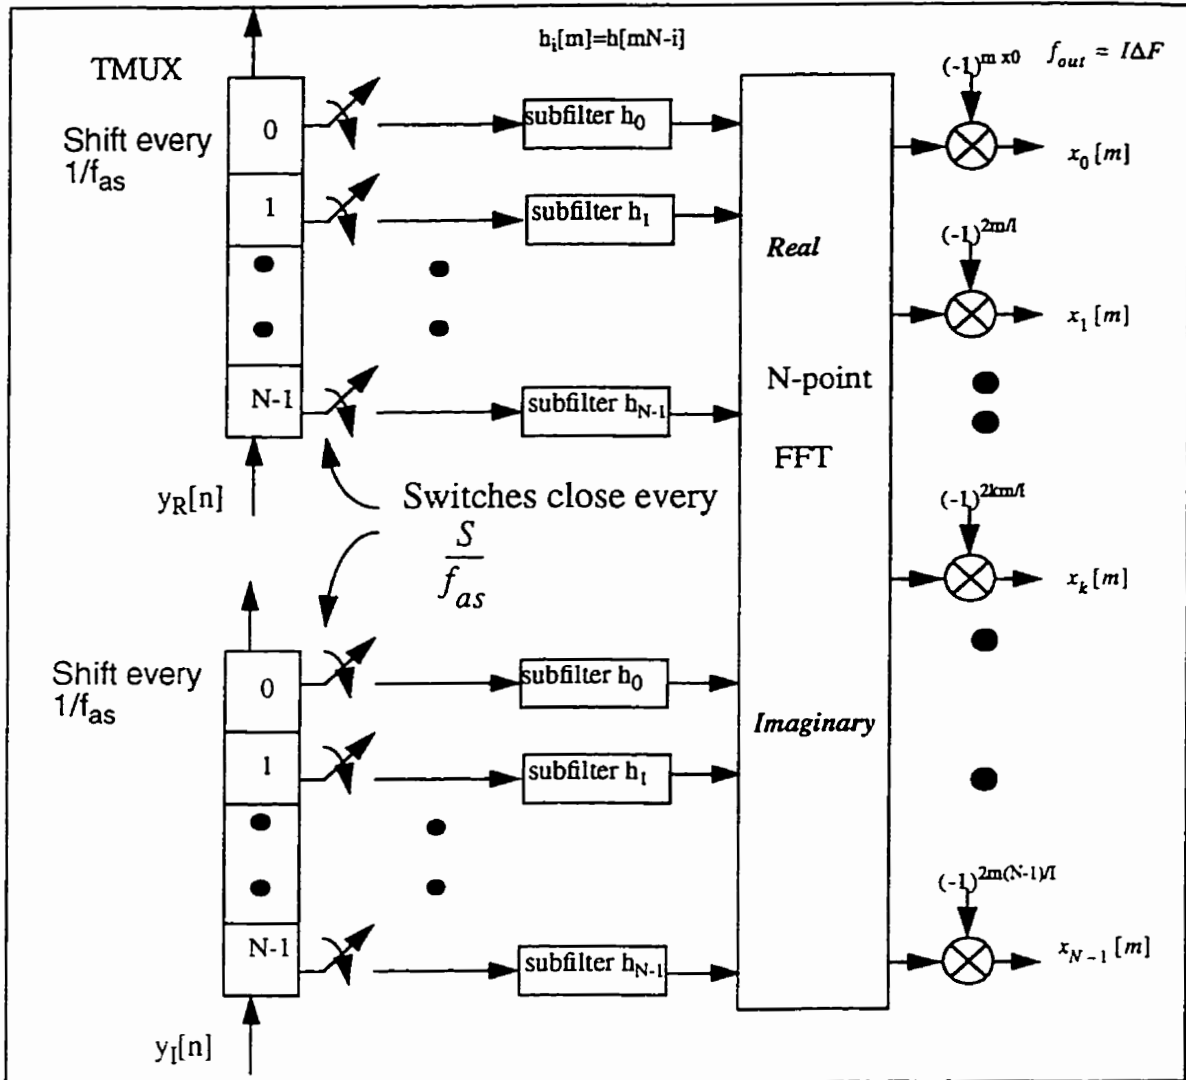 h_i[m]=h[mN-i]
TMUX
Shift every
1/f_as
0
1
N-1
y_R[n]
subfilter h_0
subfilter h_1
subfilter h_N-1
Real
N-point
FFT
Imaginary
(-1)^m x0
f_out = IΔF
x_0[m]
(-1)^2m/I
x_1[m]
(-1)^2km/I
x_k[m]
(-1)^2m(N-1)/I
x_N-1[m]
Switches close every
S
f_as
Shift every
1/f_as
0
1
N-1
y_I[n]
subfilter h_0
subfilter h_1
subfilter h_N-1